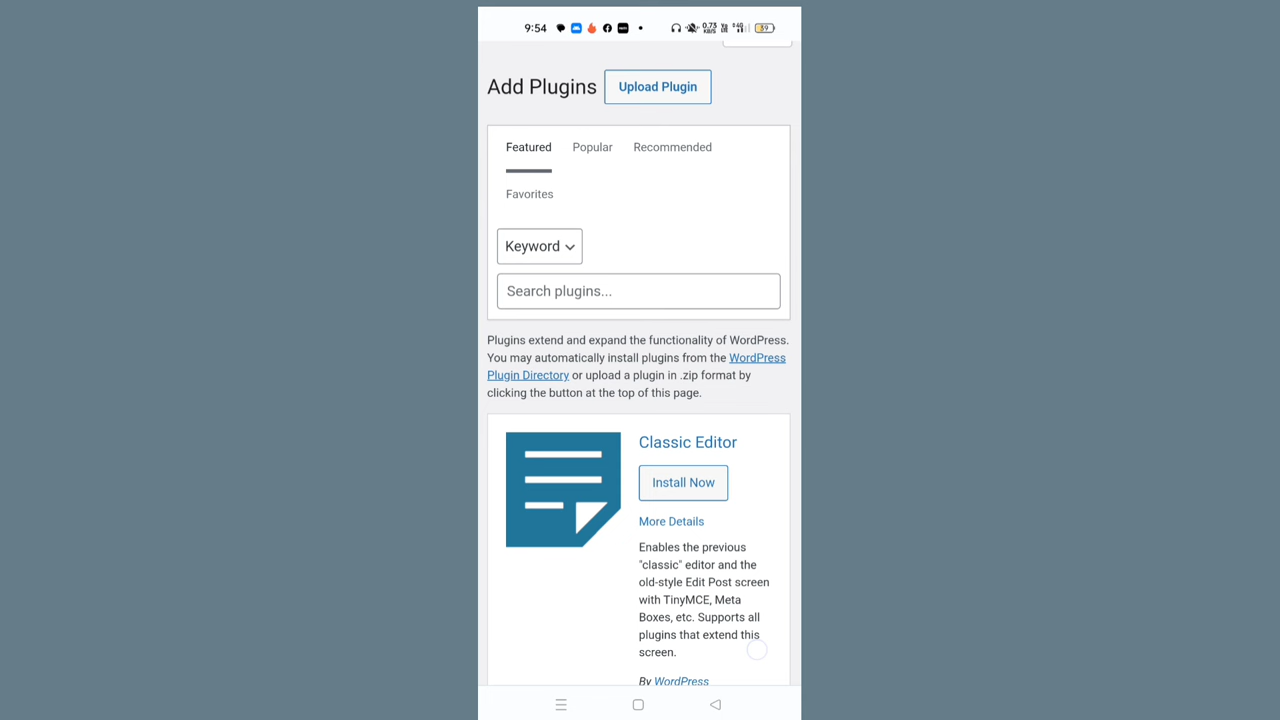 9:54
39
Add Plugins
Upload Plugin
Featured
Popular
Recommended
Favorites
Keyword
Search plugins...
Plugins extend and expand the functionality of WordPress.
You may automatically install plugins from the WordPress
Plugin Directory or upload a plugin in .zip format by
clicking the button at the top of this page.
Classic Editor
Install Now
More Details
Enables the previous
"classic" editor and the
old-style Edit Post screen
with TinyMCE, Meta
Boxes, etc. Supports all
plugins that extend this
screen.
By WordPress